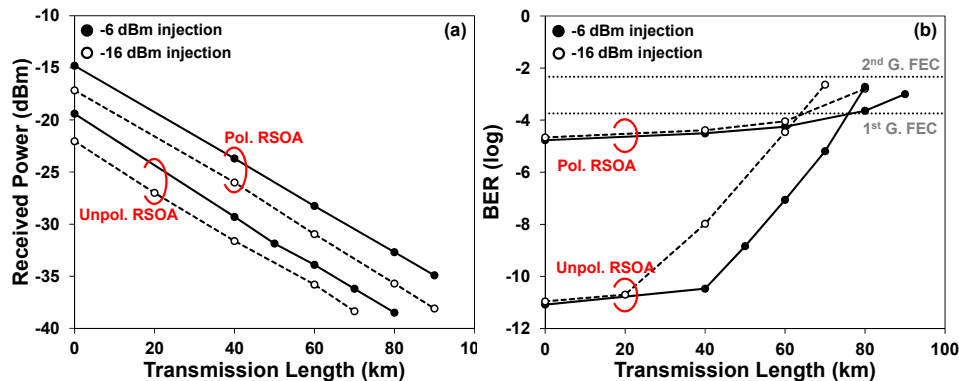 -6 dBm injection
-16 dBm injection
(a)
Received Power (dBm)
-10
-15
-20
-25
-30
-35
-40
Pol. RSOA
Unpol. RSOA
0
20
40
60
80
10
Transmission Length (km)
-6 dBm injection
-16 dBm injection
(b)
2nd G. FEC
1st G. FEC
BER (log)
-0
-2
-4
-6
-8
-10
-12
Pol. RSOA
Unpol. RSOA
0
20
40
60
80
100
Transmission Length (km)